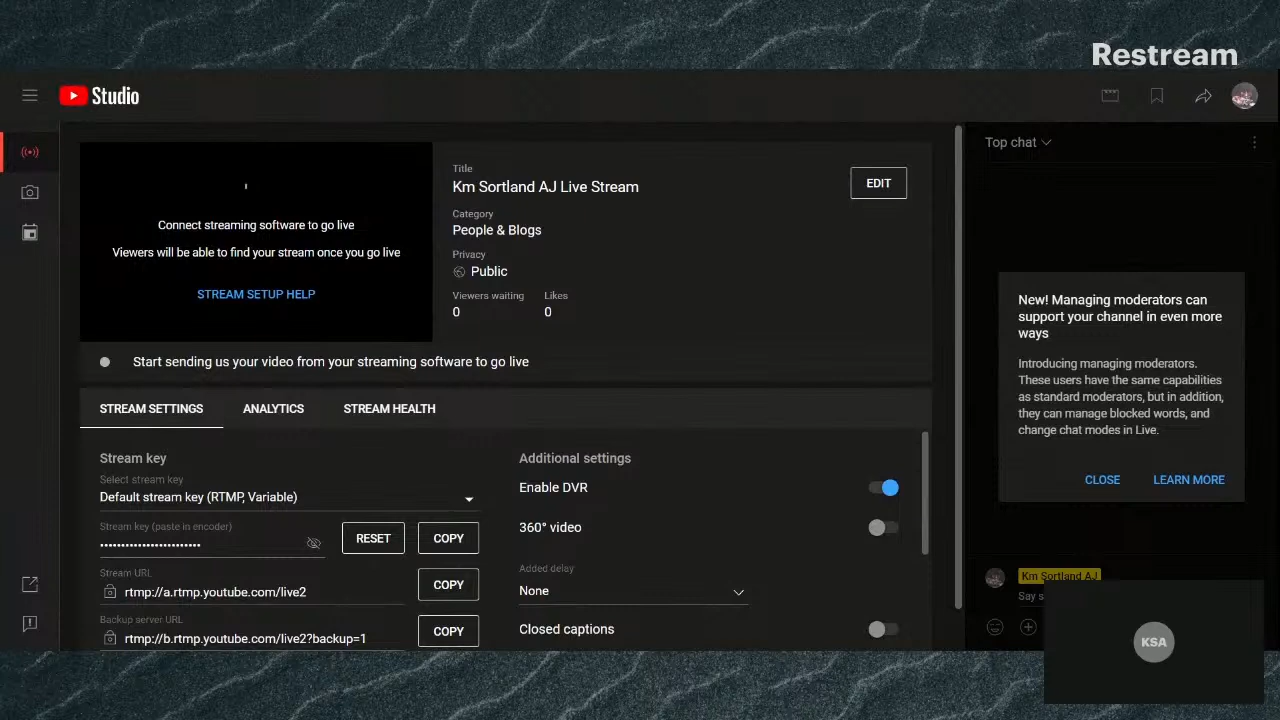 Restream
Studio
Connect streaming software to go live
Viewers will be able to find your stream once you go live
STREAM SETUP HELP
Title
Km Sortland AJ Live Stream
EDIT
Category
People & Blogs
Privacy
Public
Viewers waiting Likes
0 0
Start sending us your video from your streaming software to go live
STREAM SETTINGS ANALYTICS STREAM HEALTH
Stream key
Select stream key
Default stream key (RTMP, Variable)
Stream key (paste in encoder)
RESET COPY
Stream URL
rtmp://a.rtmp.youtube.com/live2
COPY
Backup server URL
rtmp://b.rtmp.youtube.com/live2?backup=1
COPY
Additional settings
Enable DVR
360° video
Added delay
None
Closed captions
Top chat
New! Managing moderators can
support your channel in even more
ways
Introducing managing moderators.
These users have the same capabilities
as standard moderators, but in addition,
they can manage blocked words, and
change chat modes in Live.
CLOSE LEARN MORE
Km Sortland AJ
Say s
KSA